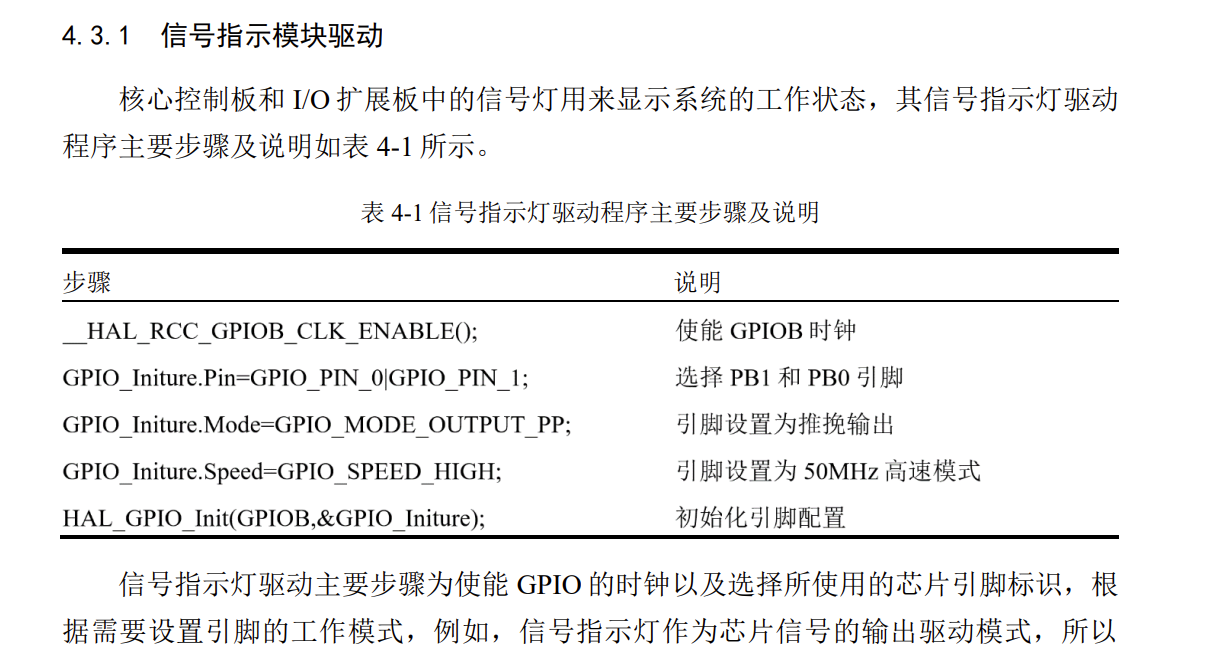 4.3.1 信号指示模块驱动
核心控制板和 I/O 扩展板中的信号灯用来显示系统的工作状态，其信号指示灯驱动
程序主要步骤及说明如表 4-1 所示。
表 4-1 信号指示灯驱动程序主要步骤及说明
步骤 说明
__HAL_RCC_GPIOB_CLK_ENABLE(); 使能 GPIOB 时钟
GPIO_Initure.Pin=GPIO_PIN_0|GPIO_PIN_1; 选择 PB1 和 PB0 引脚
GPIO_Initure.Mode=GPIO_MODE_OUTPUT_PP; 引脚设置为推挽输出
GPIO_Initure.Speed=GPIO_SPEED_HIGH; 引脚设置为 50MHz 高速模式
HAL_GPIO_Init(GPIOB,&GPIO_Initure); 初始化引脚配置
信号指示灯驱动主要步骤为使能 GPIO 的时钟以及选择所使用的芯片引脚标识，根
据需要设置引脚的工作模式，例如，信号指示灯作为芯片信号的输出驱动模式，所以